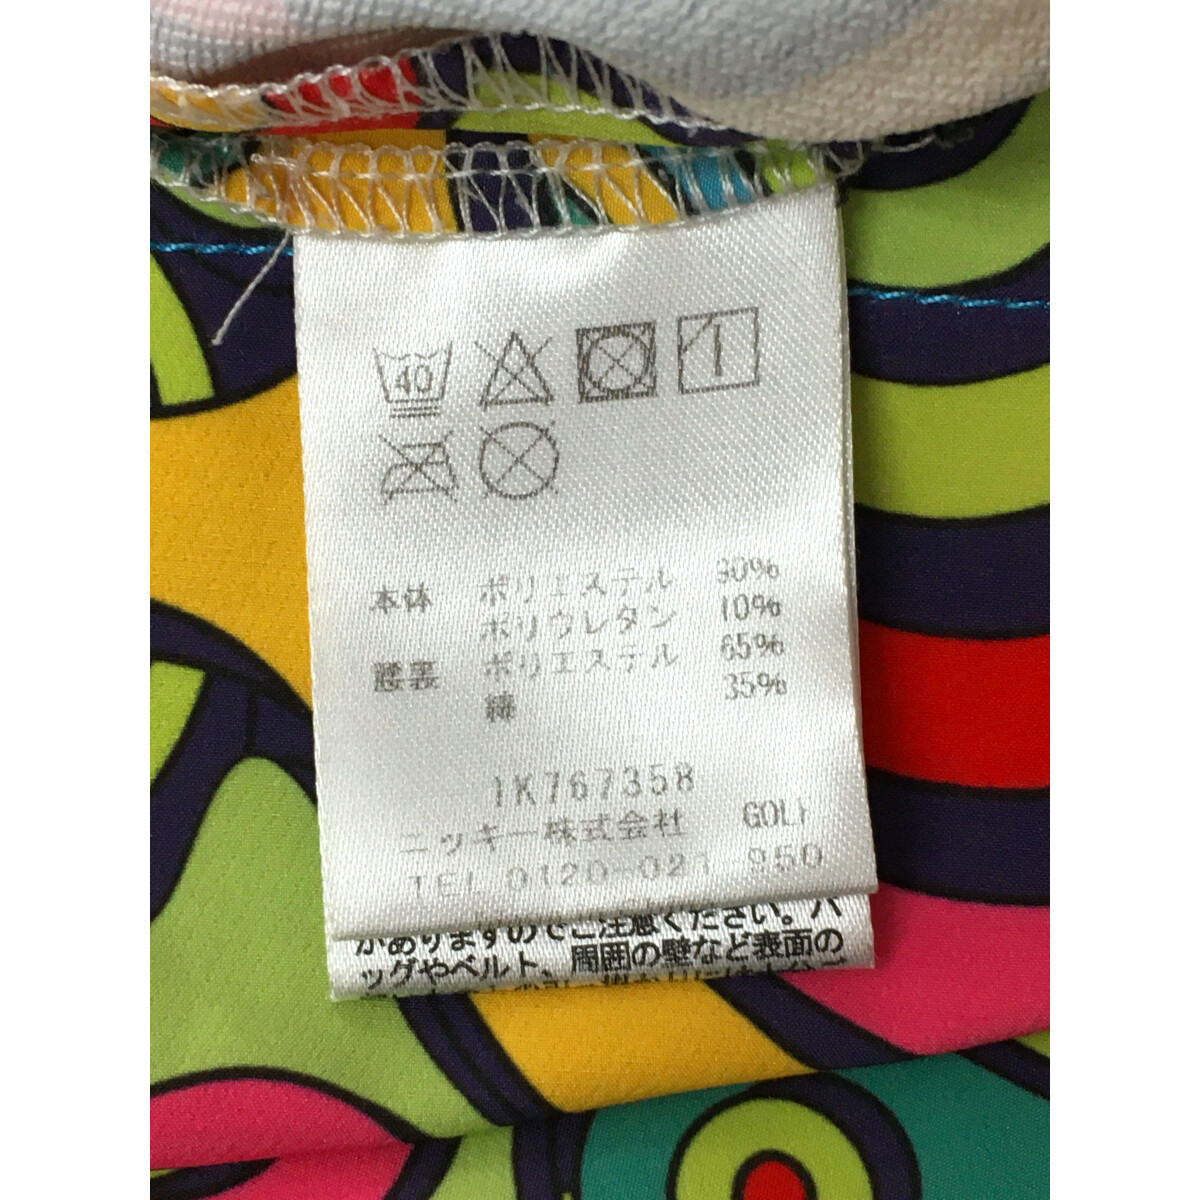 40
本体 ポリエステル 90%
ポリウレタン 10%
腰裏 ポリエステル 65%
綿 35%
1K767358
ニッキー株式会社 GOLF
TEL 0120-021-950
がありますのでご注意ください。バ
ッグやベルト、周囲の壁など表面の